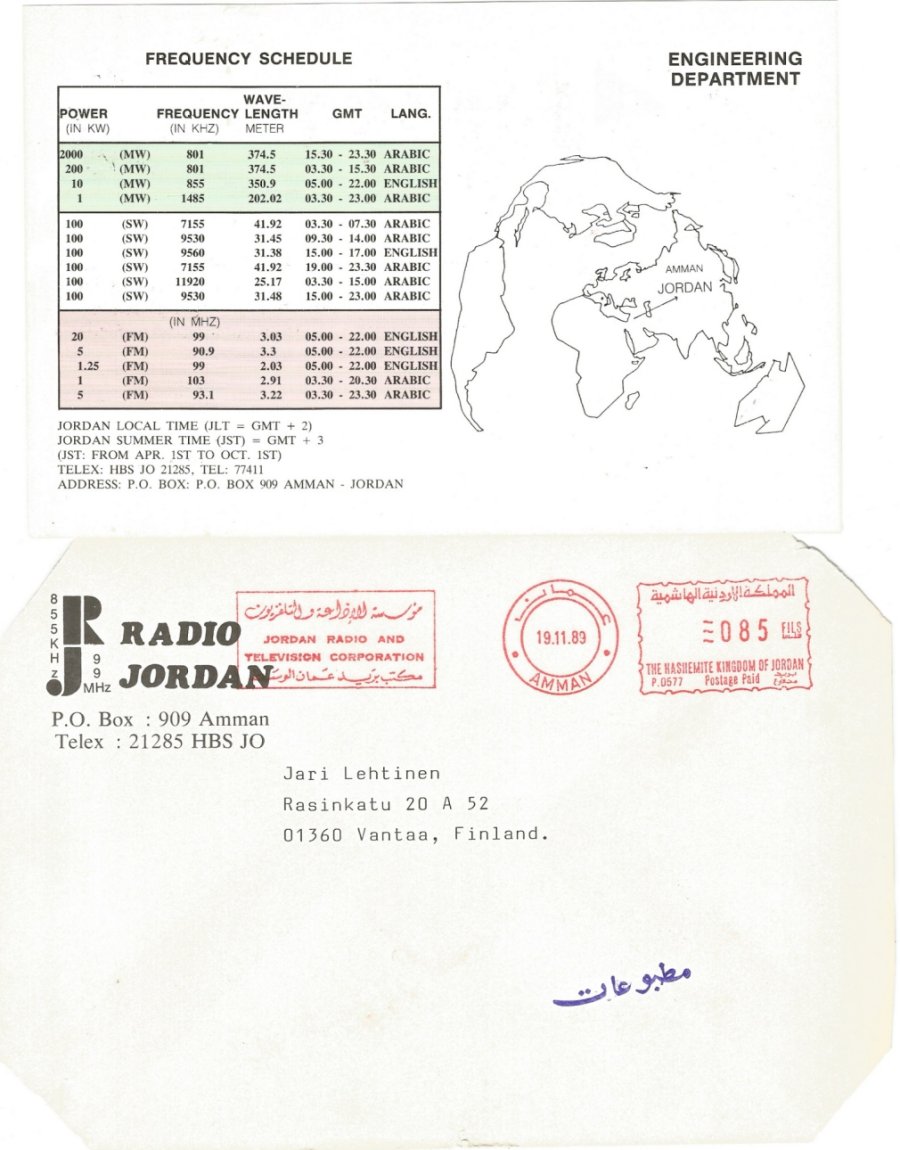 FREQUENCY SCHEDULE
ENGINEERING
DEPARTMENT
POWER (IN KW) FREQUENCY (IN KHZ) WAVE-LENGTH METER GMT LANG.
2000 (MW) 801 374.5 15.30 - 23.30 ARABIC
200 (MW) 801 374.5 03.30 - 15.30 ARABIC
10 (MW) 855 350.9 05.00 - 22.00 ENGLISH
1 (MW) 1485 202.02 03.30 - 23.00 ARABIC
100 (SW) 7155 41.92 03.30 - 07.30 ARABIC
100 (SW) 9530 31.45 09.30 - 14.00 ARABIC
100 (SW) 9560 31.38 15.00 - 17.00 ENGLISH
100 (SW) 7155 41.92 19.00 - 23.30 ARABIC
100 (SW) 11920 25.17 03.30 - 15.00 ARABIC
100 (SW) 9530 31.48 15.00 - 23.00 ARABIC
(IN MHZ)
20 (FM) 99 3.03 05.00 - 22.00 ENGLISH
5 (FM) 90.9 3.3 05.00 - 22.00 ENGLISH
1.25 (FM) 99 2.03 05.00 - 22.00 ENGLISH
1 (FM) 103 2.91 03.30 - 20.30 ARABIC
5 (FM) 93.1 3.22 03.30 - 23.30 ARABIC
AMMAN
JORDAN
JORDAN LOCAL TIME (JLT = GMT + 2)
JORDAN SUMMER TIME (JST) = GMT + 3
(JST: FROM APR. 1ST TO OCT. 1ST)
TELEX: HBS JO 21285, TEL: 77411
ADDRESS: P.O. BOX: P.O. BOX 909 AMMAN - JORDAN
855 KHz
RJ
99 MHz
RADIO
JORDAN
مؤسسة الإذاعة والتلفزيون
JORDAN RADIO AND
TELEVISION CORPORATION
مكتب بريد عمان
عمان
19.11.89
AMMAN
المملكة الاردنية الهاشمية
085 FILS
THE HASHEMITE KINGDOM OF JORDAN
P.O577 Postage Paid
P.O. Box : 909 Amman
Telex : 21285 HBS JO
Jari Lehtinen
Rasinkatu 20 A 52
01360 Vantaa, Finland.
مطبوعات